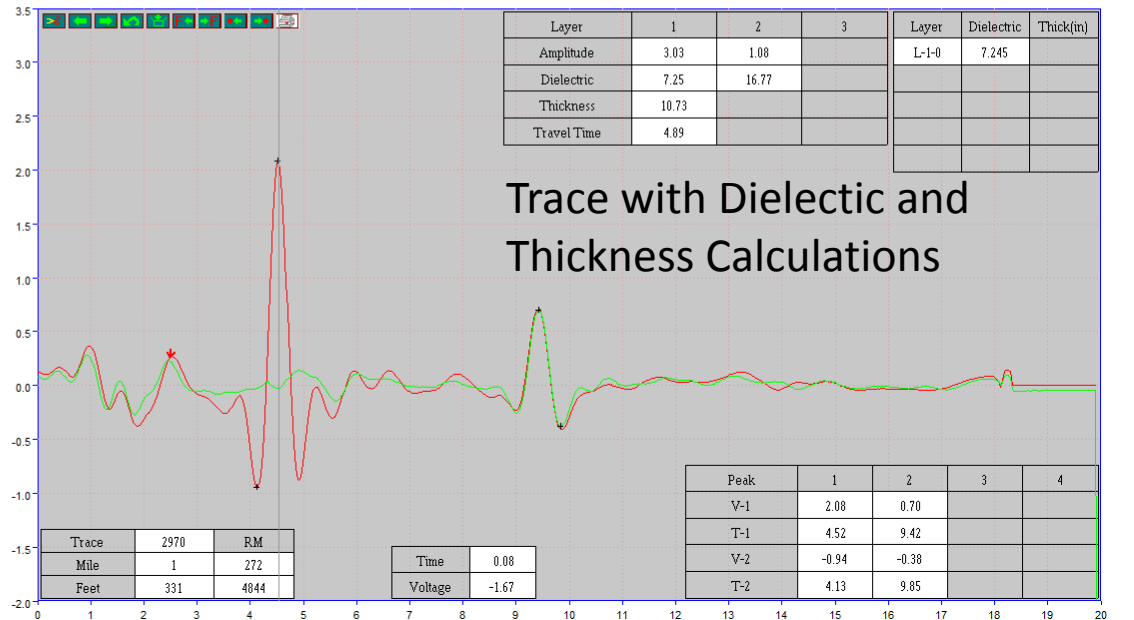 Layer 1 2 3
Amplitude 3.03 1.08
Dielectric 7.25 16.77
Thickness 10.73
Travel Time 4.89
Layer Dielectric Thick(in)
L-1-0 7.245
Trace with Dielectic and
Thickness Calculations
3.5
3.0
2.5
2.0
1.5
1.0
0.5
0.0
-0.5
-1.0
-1.5
-2.0
Trace 2970 RM
Mile 1 272
Feet 331 4844
Time 0.08
Voltage -1.67
Peak 1 2 3 4
V-1 2.08 0.70
T-1 4.52 9.42
V-2 -0.94 -0.38
T-2 4.13 9.85
0 1 2 3 4 5 6 7 8 9 10 11 12 13 14 15 16 17 18 19 20